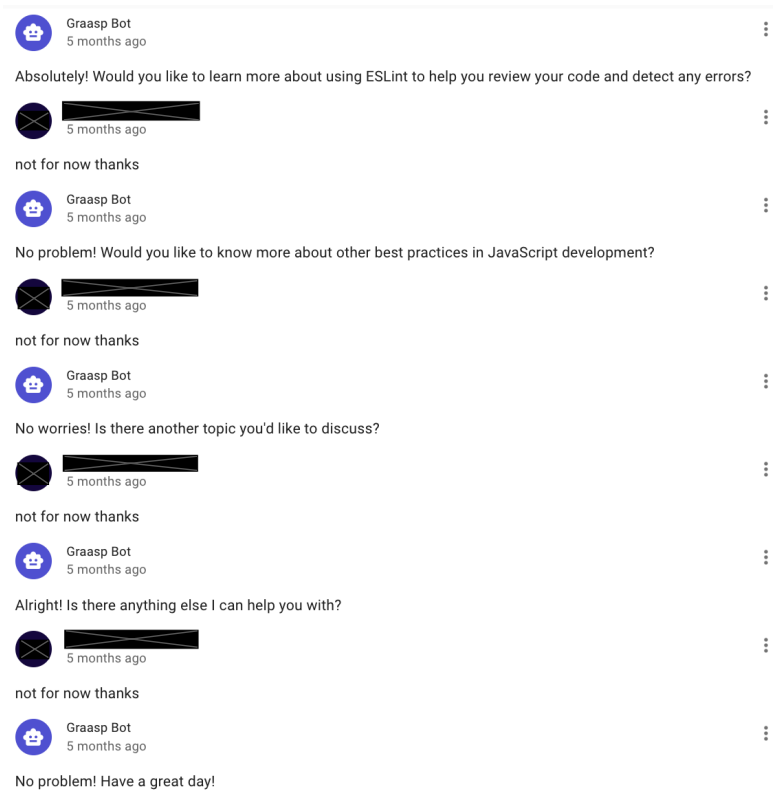 Graasp Bot
5 months ago
Absolutely! Would you like to learn more about using ESLint to help you review your code and detect any errors?
5 months ago
not for now thanks
Graasp Bot
5 months ago
No problem! Would you like to know more about other best practices in JavaScript development?
5 months ago
not for now thanks
Graasp Bot
5 months ago
No worries! Is there another topic you'd like to discuss?
5 months ago
not for now thanks
Graasp Bot
5 months ago
Alright! Is there anything else I can help you with?
5 months ago
not for now thanks
Graasp Bot
5 months ago
No problem! Have a great day!